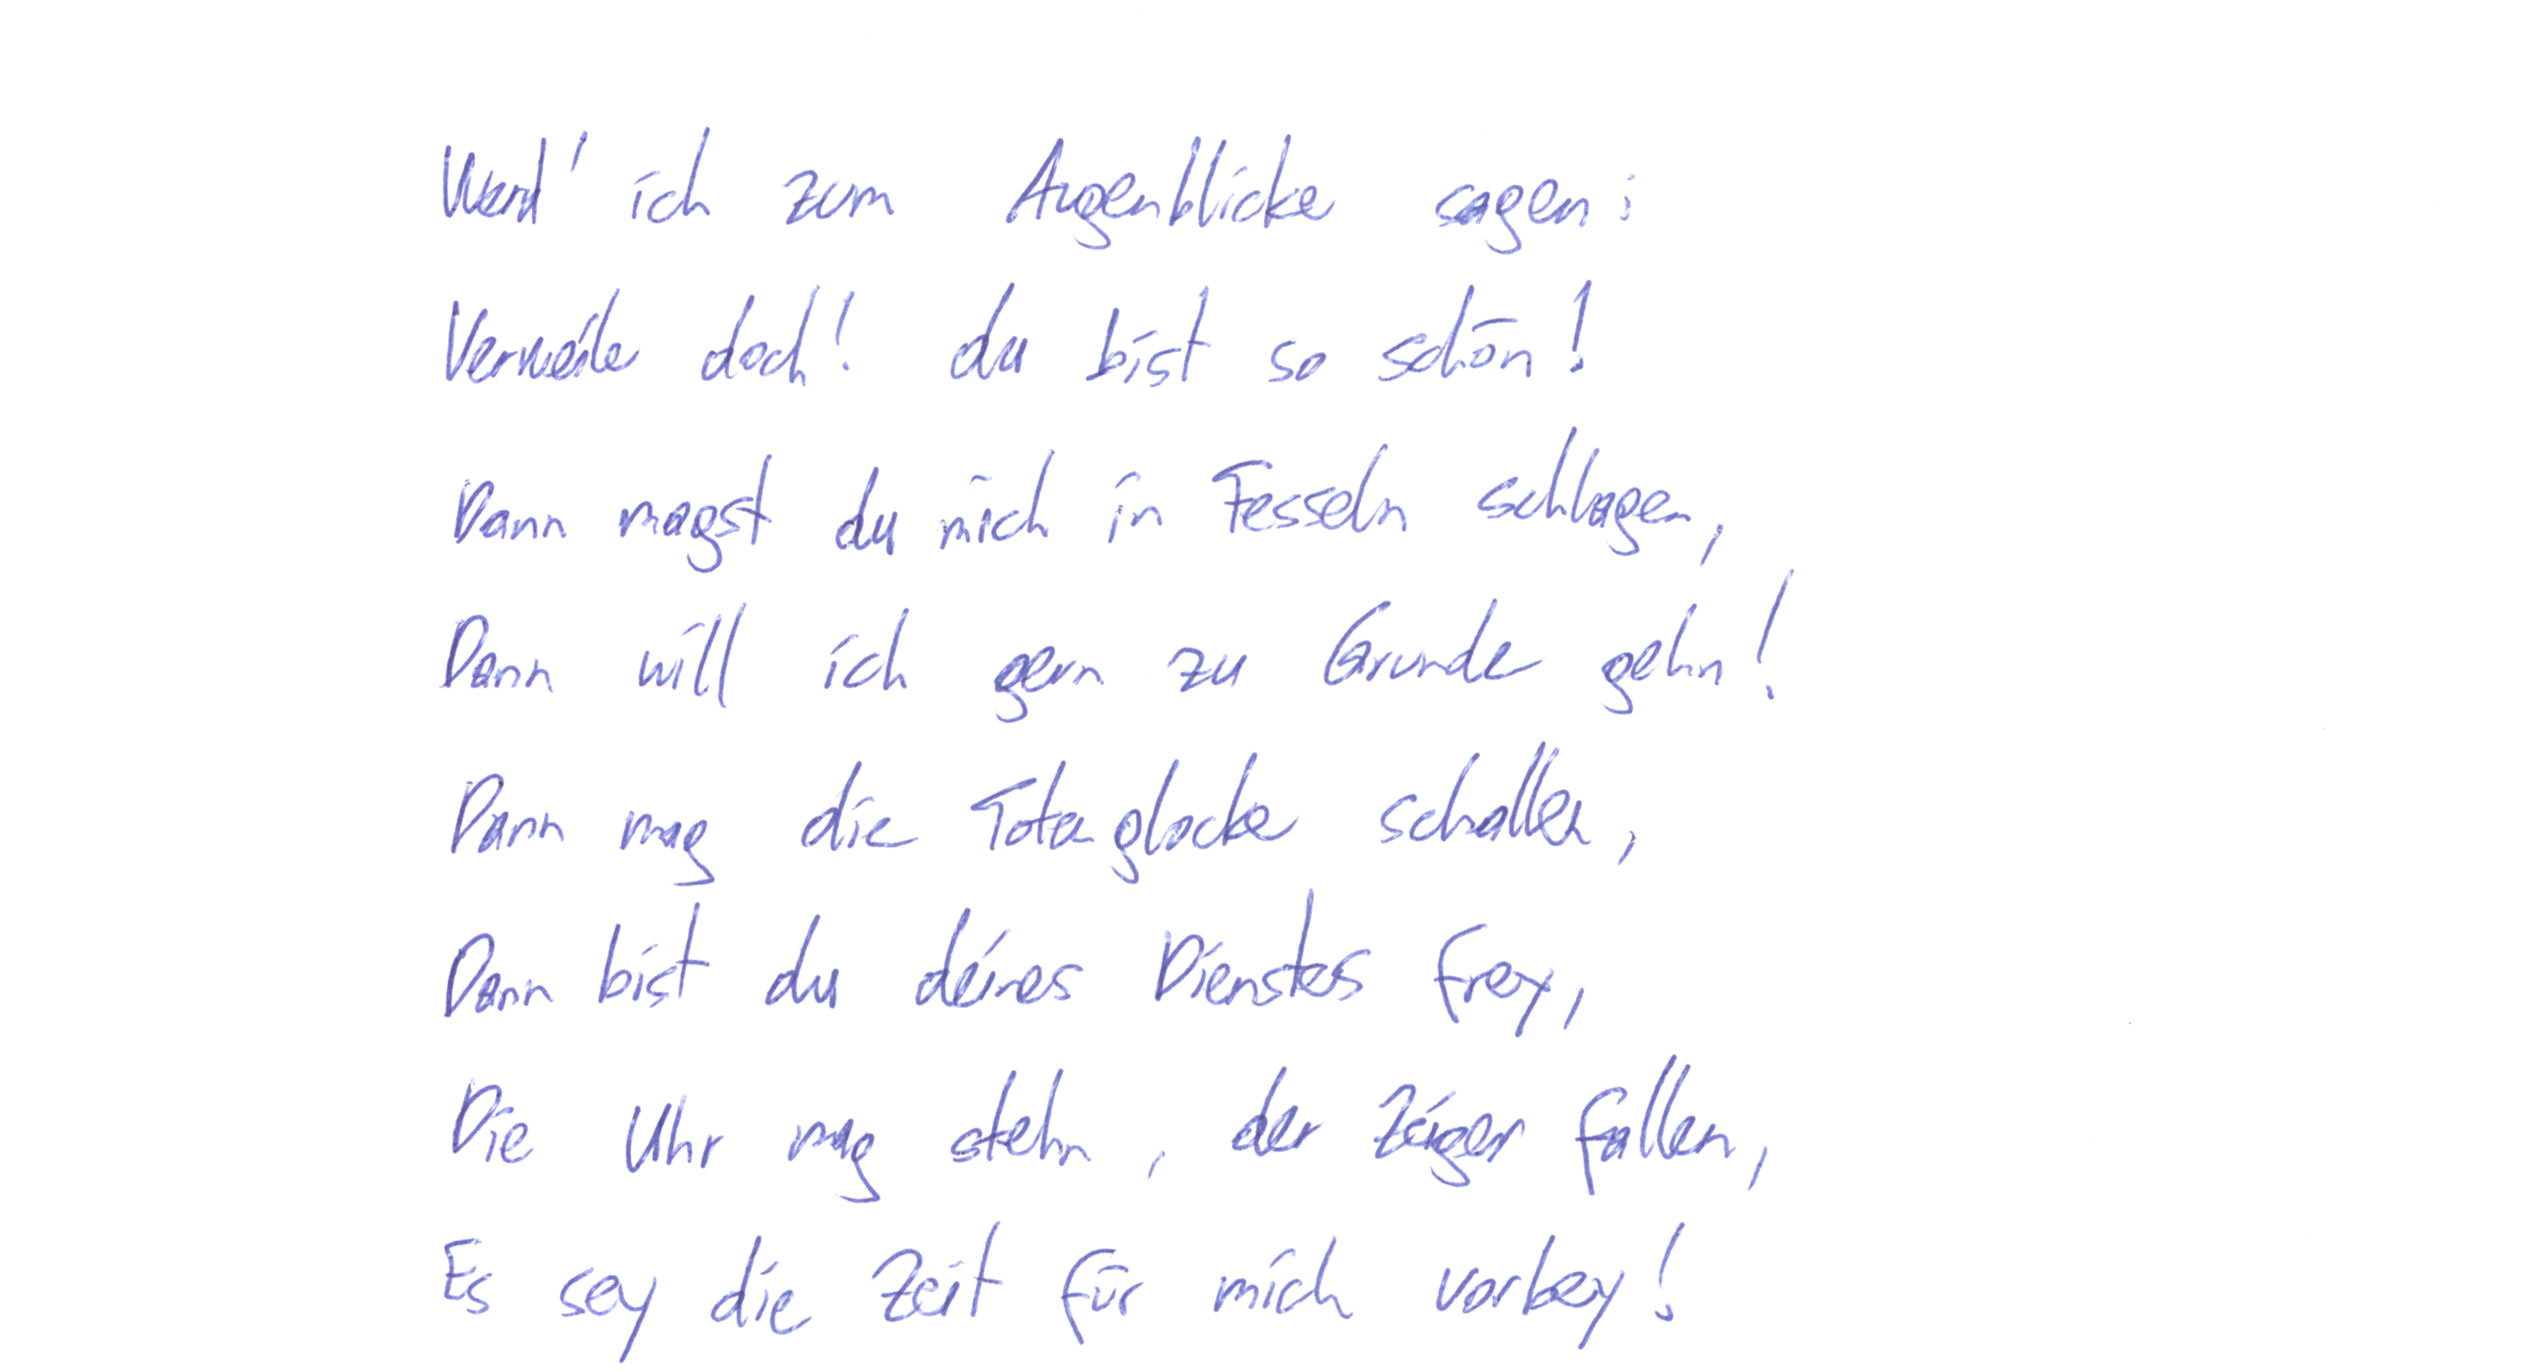 Werd' ich zum Augenblicke sagen:
Verweile doch! du bist so schön!
Dann magst du mich in Fesseln schlagen,
Dann will ich gern zu Grunde gehn!
Dann mag die Totenglocke schallen,
Dann bist du deines Dienstes frey,
Die Uhr mag stehn, der Zeiger fallen,
Es sey die Zeit für mich vorbey!